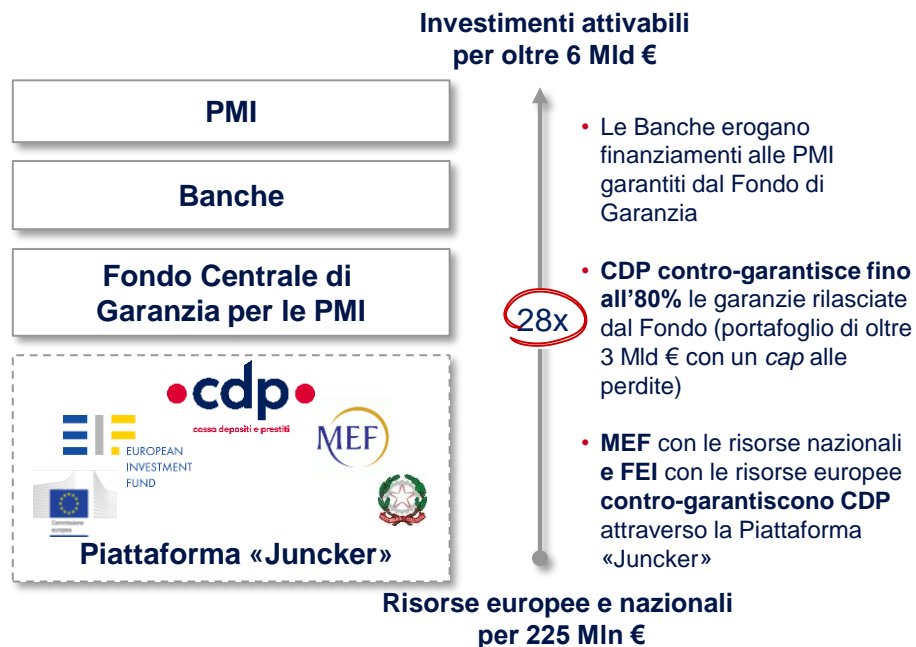 Investimenti attivabili
per oltre 6 Mld €
PMI
Banche
Fondo Centrale di
Garanzia per le PMI
cdp
cassa depositi e prestiti
EIF
EUROPEAN
INVESTMENT
FUND
MEF
Commissione
europea
Piattaforma «Juncker»
28x
• Le Banche erogano
finanziamenti alle PMI
garantiti dal Fondo di
Garanzia
• CDP contro-garantisce fino
all’80% le garanzie rilasciate
dal Fondo (portafoglio di oltre
3 Mld € con un cap alle
perdite)
• MEF con le risorse nazionali
e FEI con le risorse europee
contro-garantiscono CDP
attraverso la Piattaforma
«Juncker»
Risorse europee e nazionali
per 225 Mln €